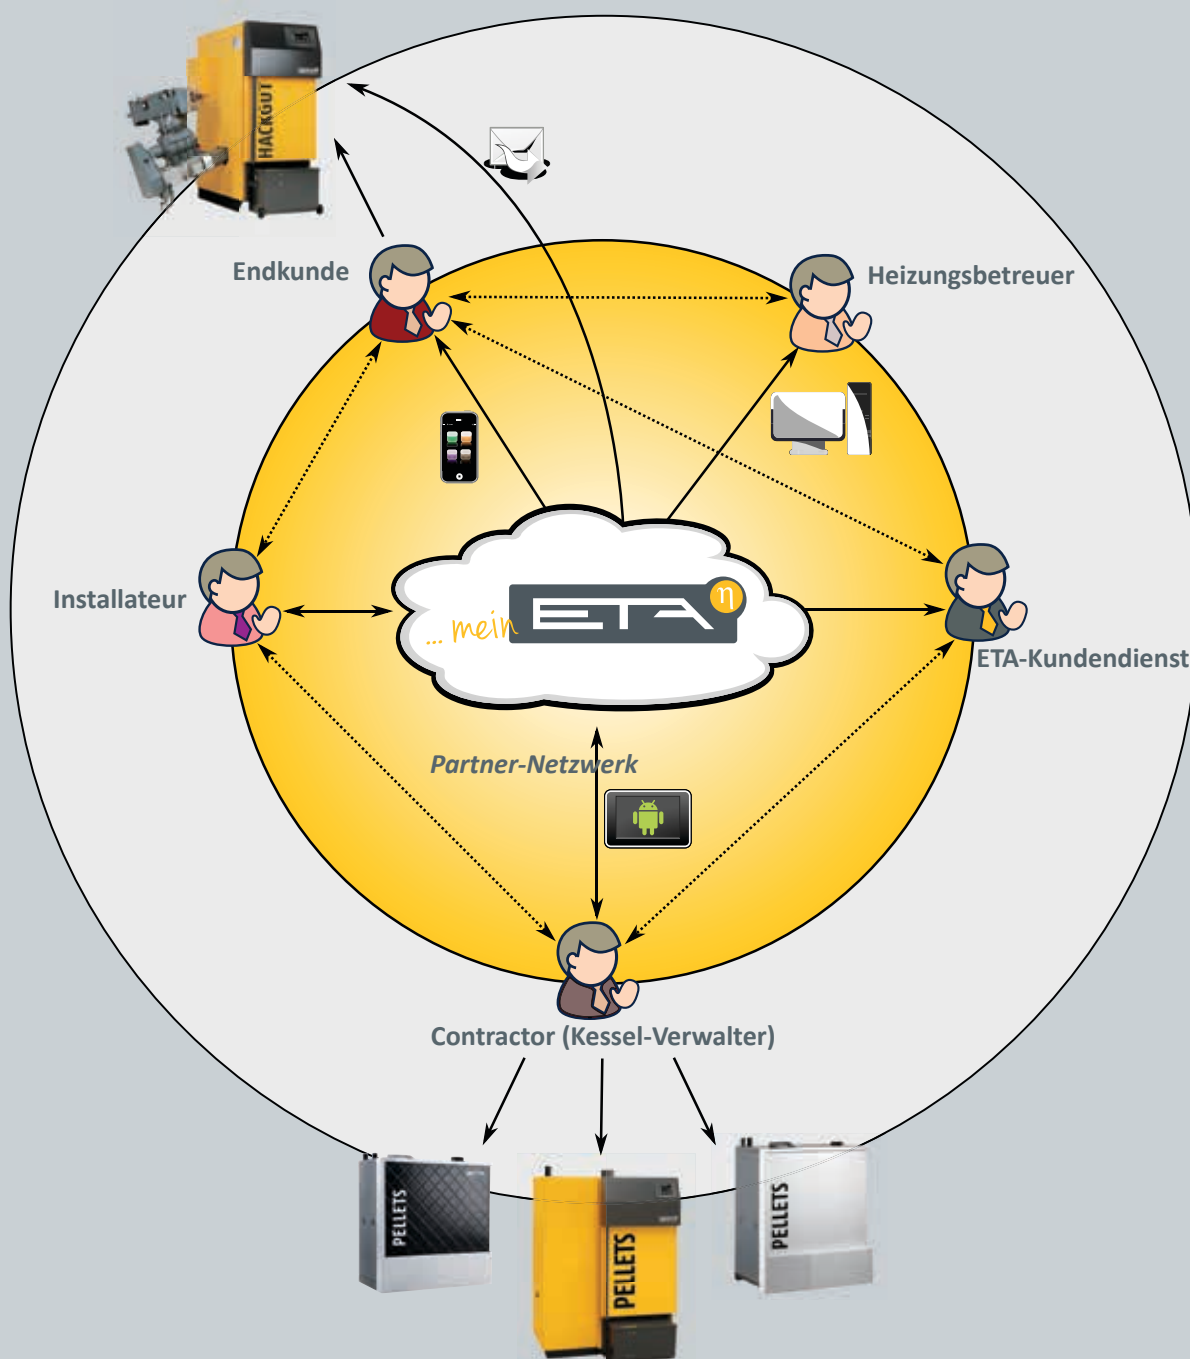 HACKGUT
Endkunde
Heizungsbetreuer
Installateur
... mein ETA η
ETA-Kundendienst
Partner-Netzwerk
Contractor (Kessel-Verwalter)
PELLETS
PELLETS
PELLETS